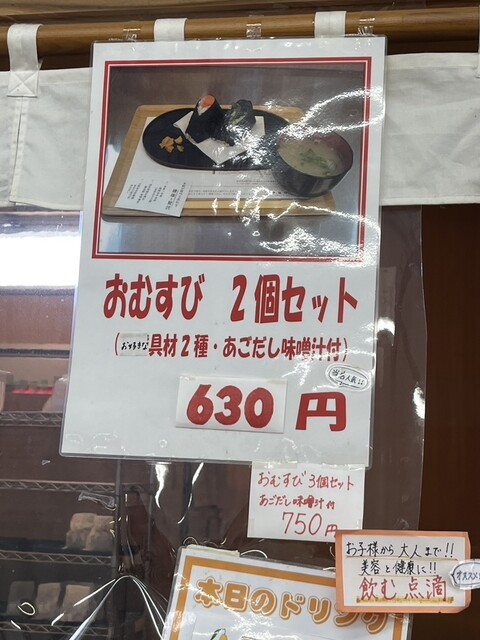 おむすび 2個セット
(お好きな具材2種・あごだし味噌汁付)
630円
おむすび3個セット
あごだし味噌汁付
750円
お子様から大人まで!!
美容と健康に!!
飲む点滴
オススメ
本日のドリンク